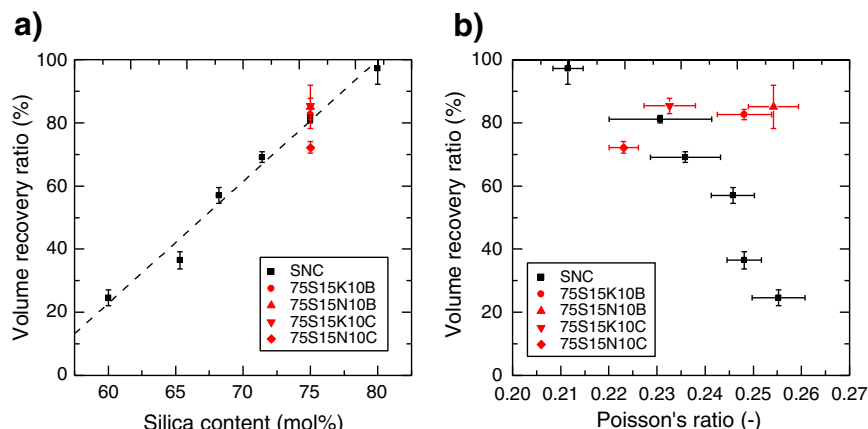 a)
Volume recovery ratio (%)
100
80
60
40
20
0
60
65
70
75
80
Silica content (mol%)
SNC
75S15K10B
75S15N10B
75S15K10C
75S15N10C
b)
Volume recovery ratio (%)
100
80
60
40
20
0
0.20
0.21
0.22
0.23
0.24
0.25
0.26
0.27
Poisson's ratio (-)
SNC
75S15K10B
75S15N10B
75S15K10C
75S15N10C